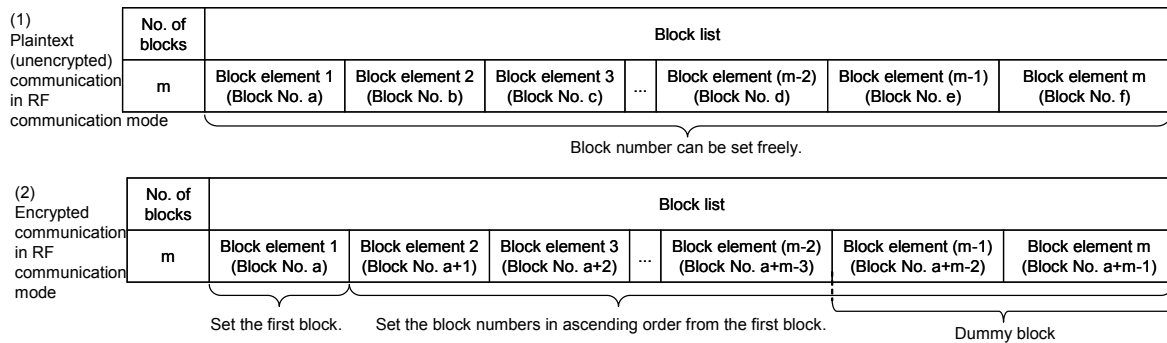 (1)
Plaintext
(unencrypted)
communication
in RF
communication mode
No. of
blocks
Block list
m
Block element 1
(Block No. a)
Block element 2
(Block No. b)
Block element 3
(Block No. c)
...
Block element (m-2)
(Block No. d)
Block element (m-1)
(Block No. e)
Block element m
(Block No. f)
Block number can be set freely.
(2)
Encrypted
communication
in RF
communication
mode
No. of
blocks
Block list
m
Block element 1
(Block No. a)
Block element 2
(Block No. a+1)
Block element 3
(Block No. a+2)
...
Block element (m-2)
(Block No. a+m-3)
Block element (m-1)
(Block No. a+m-2)
Block element m
(Block No. a+m-1)
Set the first block.
Set the block numbers in ascending order from the first block.
Dummy block